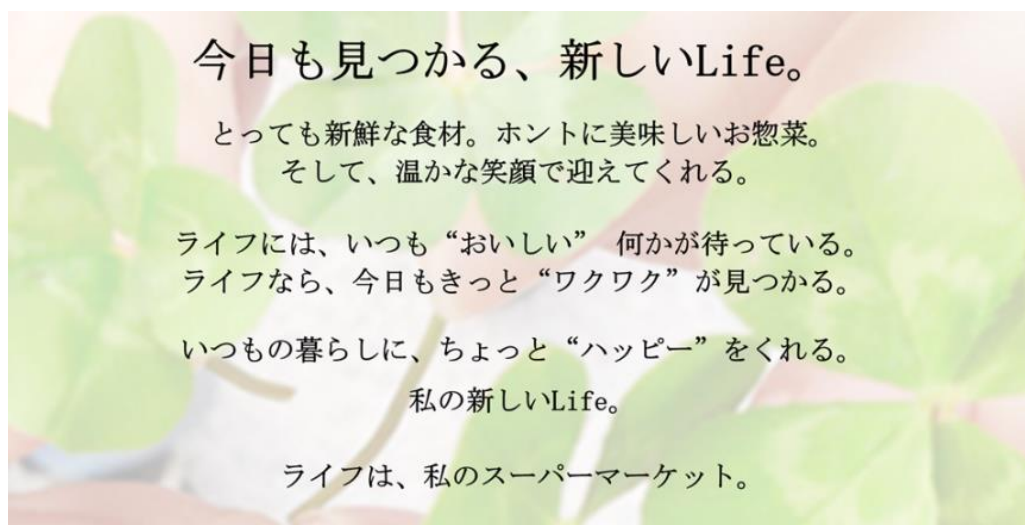 今日も見つかる、新しいLife。
とっても新鮮な食材。ホントに美味しいお惣菜。
そして、温かな笑顔で迎えてくれる。
ライフには、いつも“おいしい” 何かが待っている。
ライフなら、今日もきっと“ワクワク”が見つかる。
いつもの暮らしに、ちょっと“ハッピー”をくれる。
私の新しいLife。
ライフは、私のスーパーマーケット。